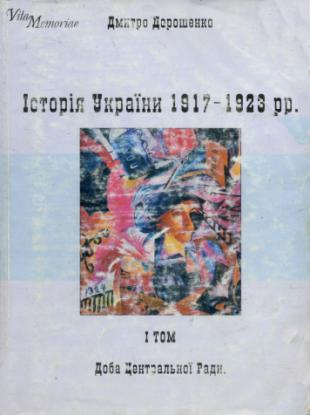 Vita Memoriae
Дмитро Дорошенко
Історія України 1917-1923 рр.
І ТОМ
Доба Центральної Ради.